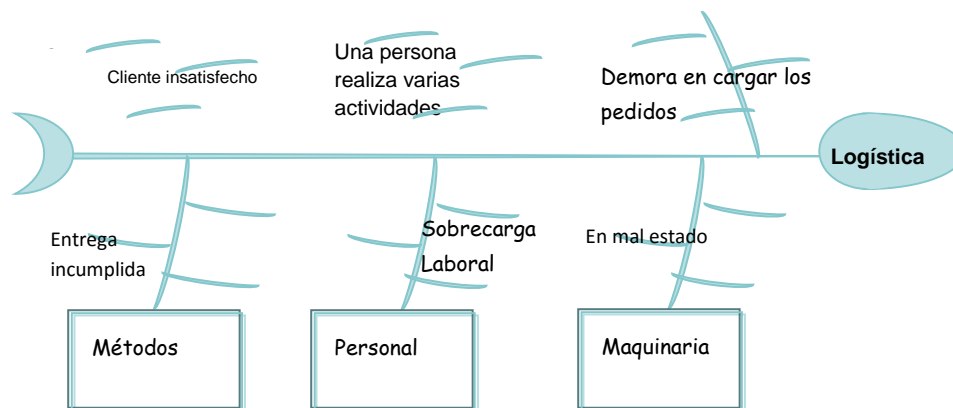 Cliente insatisfecho
Una persona
realiza varias
actividades
Demora en cargar los
pedidos
Logística
Entrega
incumplida
Sobrecarga
Laboral
En mal estado
Métodos
Personal
Maquinaria